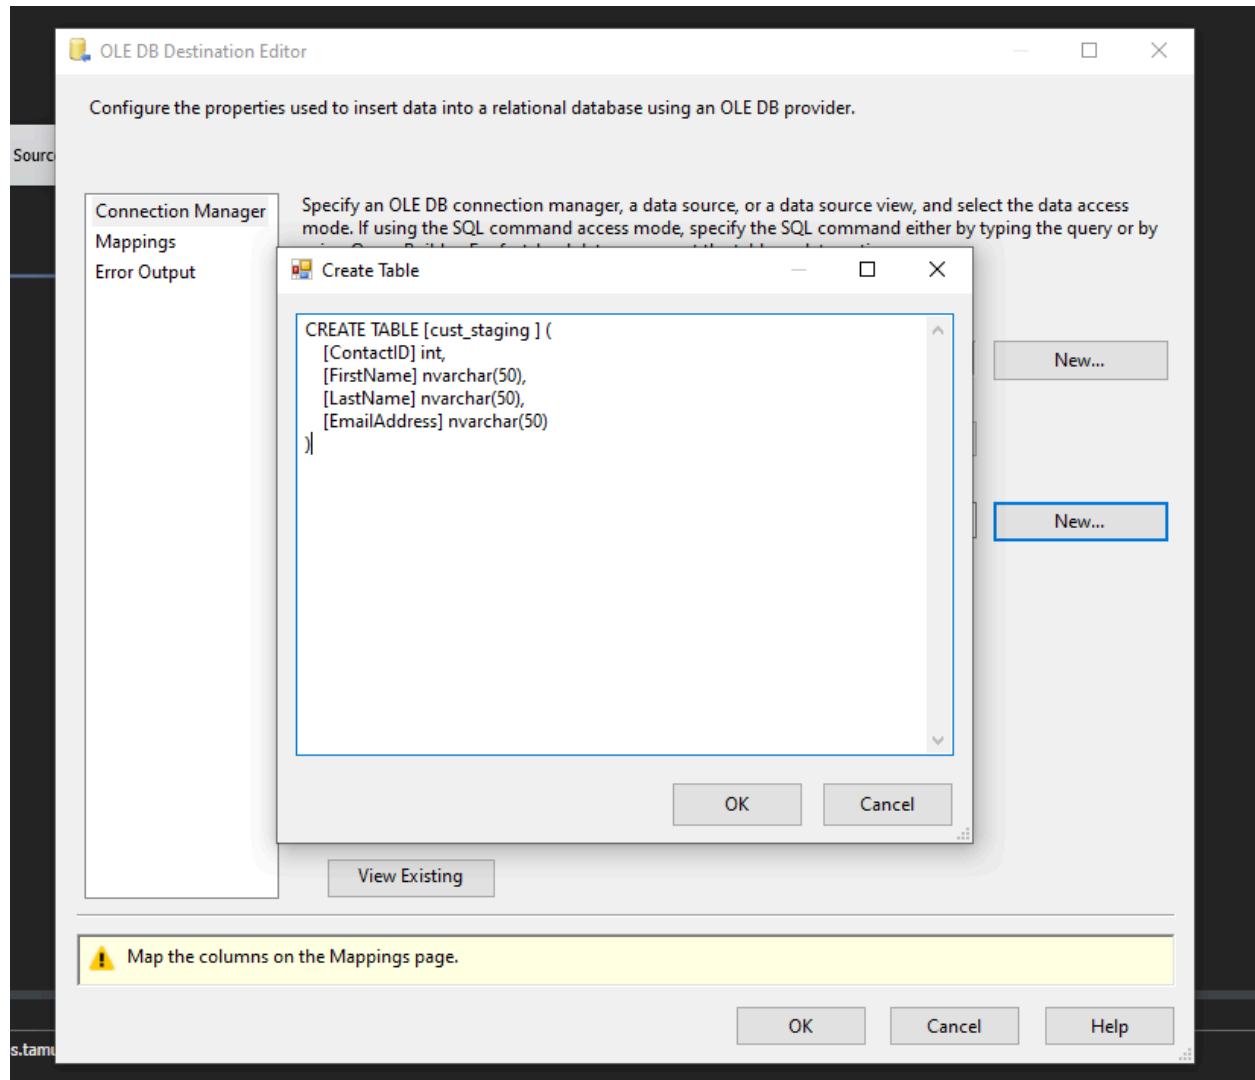 OLE DB Destination Editor
Configure the properties used to insert data into a relational database using an OLE DB provider.
Sourc
Connection Manager
Mappings
Error Output
Specify an OLE DB connection manager, a data source, or a data source view, and select the data access
mode. If using the SQL command access mode, specify the SQL command either by typing the query or by
Create Table
CREATE TABLE [cust_staging ] (
[ContactID] int,
[FirstName] nvarchar(50),
[LastName] nvarchar(50),
[EmailAddress] nvarchar(50)
)
New...
New...
OK
Cancel
View Existing
Map the columns on the Mappings page.
OK
Cancel
Help
s.tamu